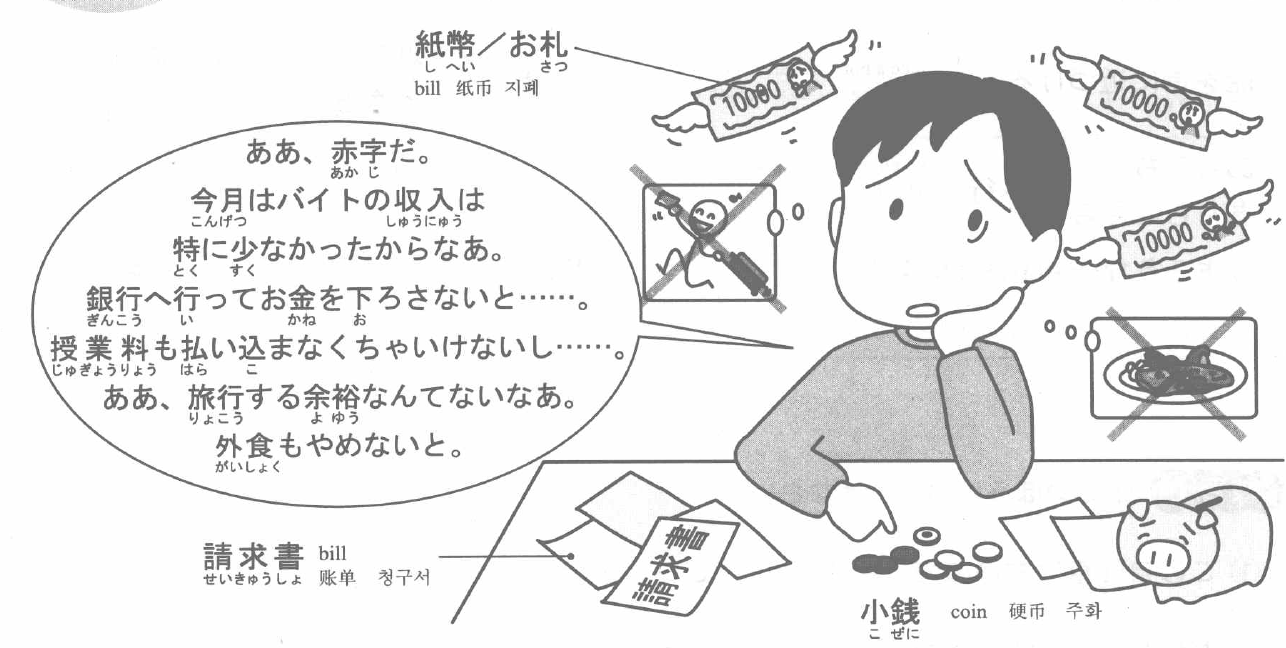 紙幣／お札
し へい さつ
bill 纸币 지폐
10000
10000
10000
ああ、赤字だ。
あか じ
今月はバイトの収入は
こんげつ しゅうにゅう
特に少なかったからなあ。
とく すく
銀行へ行ってお金を下ろさないと……。
ぎんこう い かね お
授業料も払い込まなくちゃいけないし……。
じゅぎょうりょう はら こ
ああ、旅行する余裕なんてないなあ。
りょこう よ ゆう
外食もやめないと。
がいしょく
請求書 bill
せいきゅうしょ 账单 청구서
請求書
小銭 coin 硬币 주화
こ ぜに